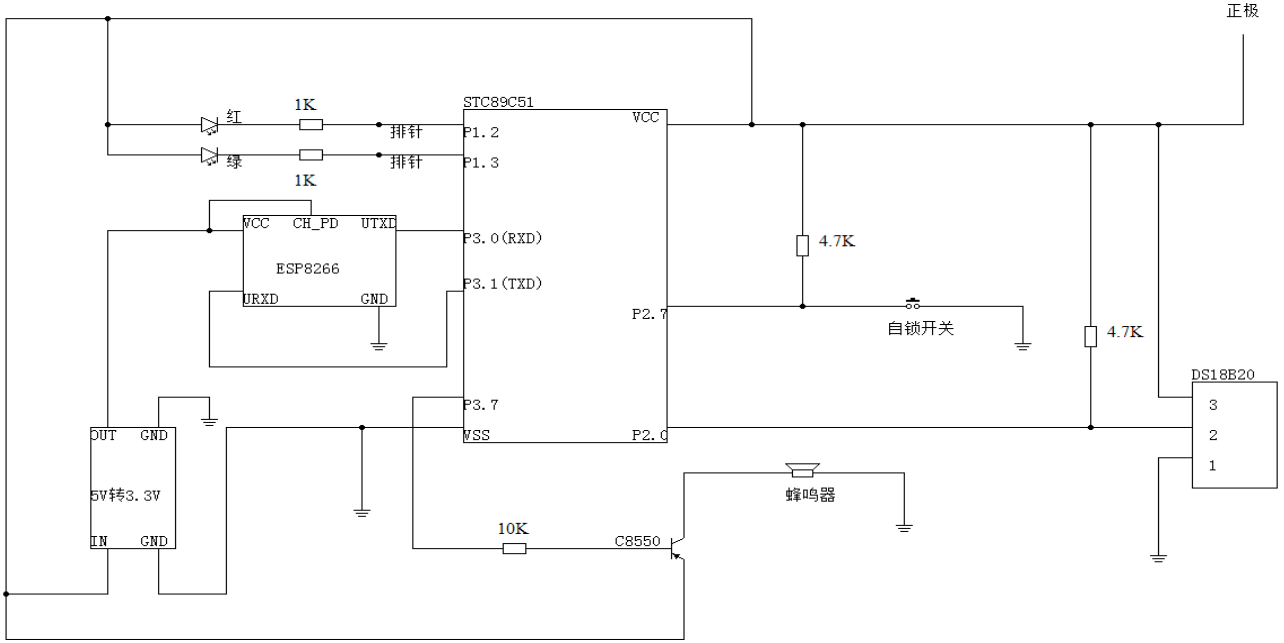 正极
STC89C51
红
1K
排针
P1.2
VCC
绿
排针
P1.3
1K
VCC
CH_PD
UTXD
P3.0(RXD)
4.7K
ESP8266
P3.1(TXD)
URXD
GND
P2.7
自锁开关
4.7K
DS18B20
P3.7
3
OUT
GND
VSS
P2.0
2
1
5V转3.3V
蜂鸣器
10K
C8550
IN
GND